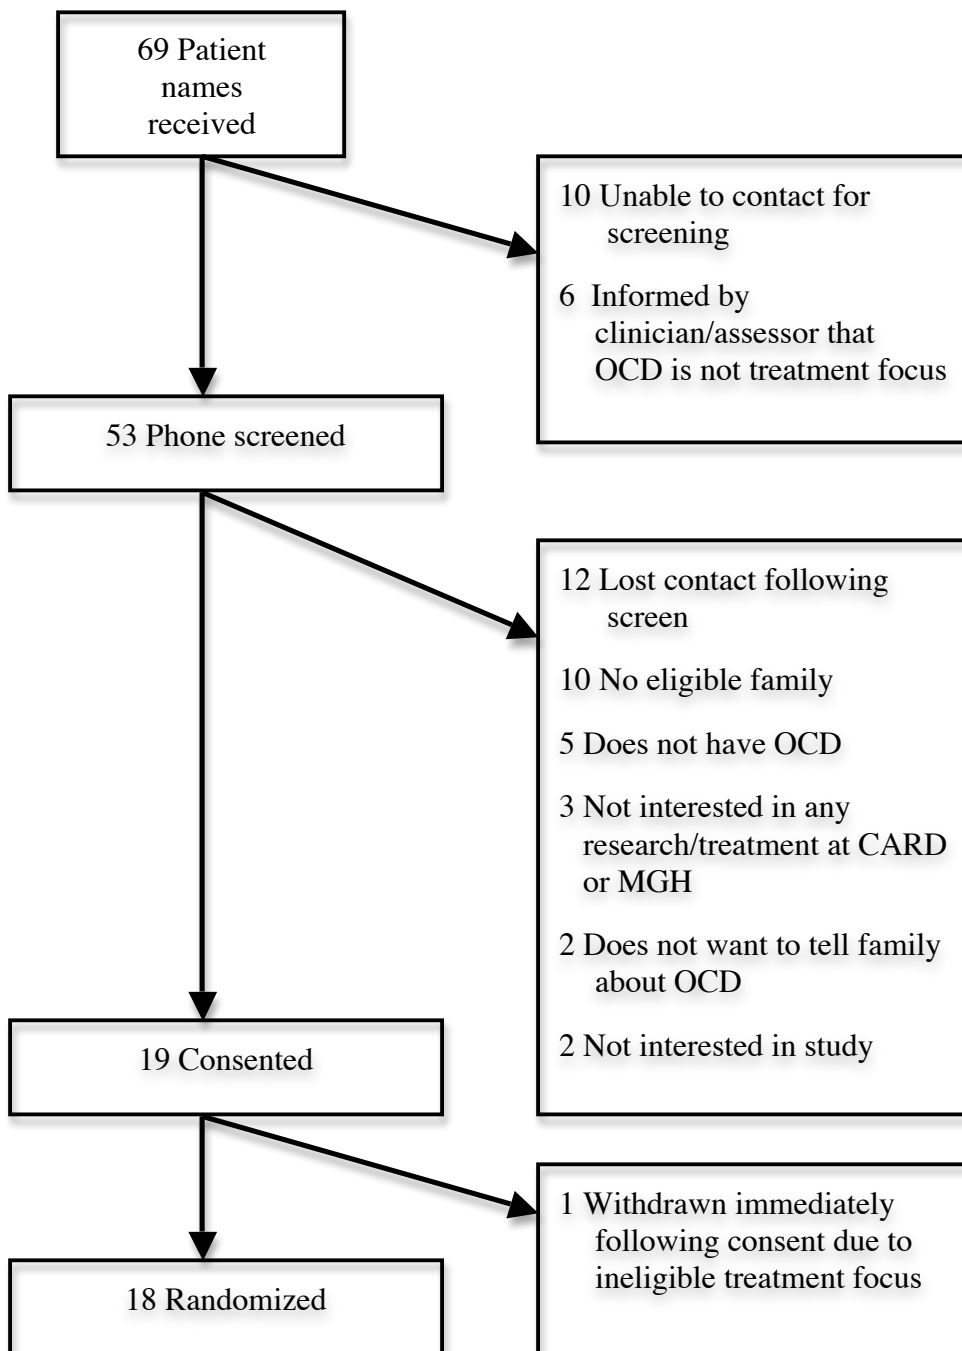 69 Patient
names
received
10 Unable to contact for
screening
6 Informed by
clinician/assessor that
OCD is not treatment focus
53 Phone screened
12 Lost contact following
screen
10 No eligible family
5 Does not have OCD
3 Not interested in any
research/treatment at CARD
or MGH
2 Does not want to tell family
about OCD
2 Not interested in study
19 Consented
1 Withdrawn immediately
following consent due to
ineligible treatment focus
18 Randomized